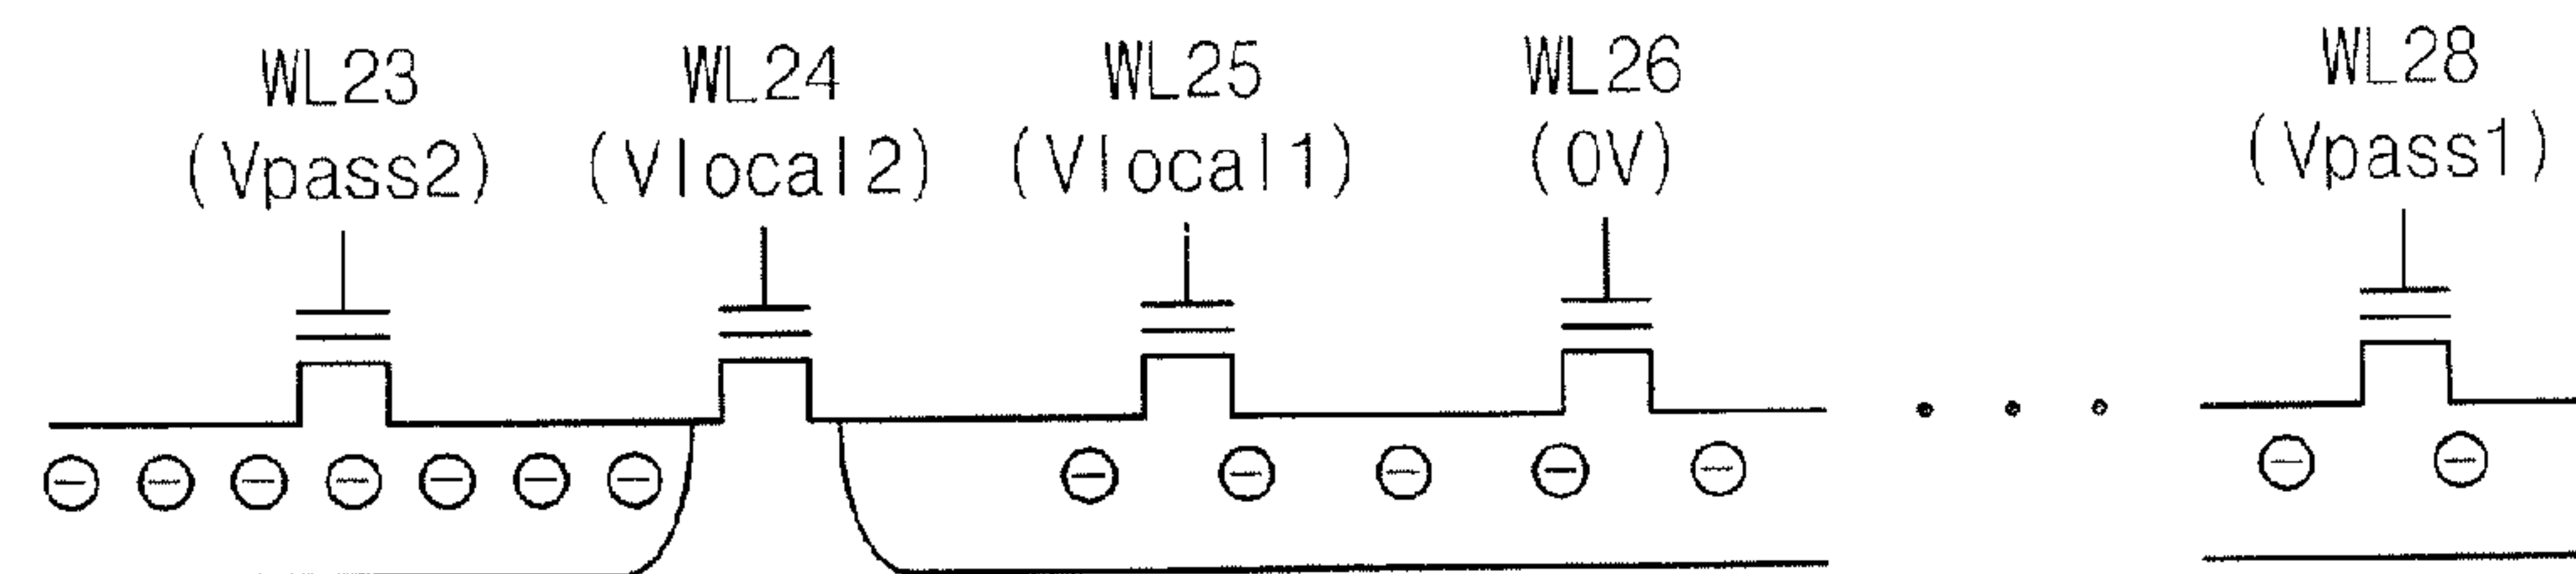 WL23
(Vpass2)
WL24
(Vlocal2)
WL25
(Vlocal1)
WL26
(0V)
WL28
(Vpass1)